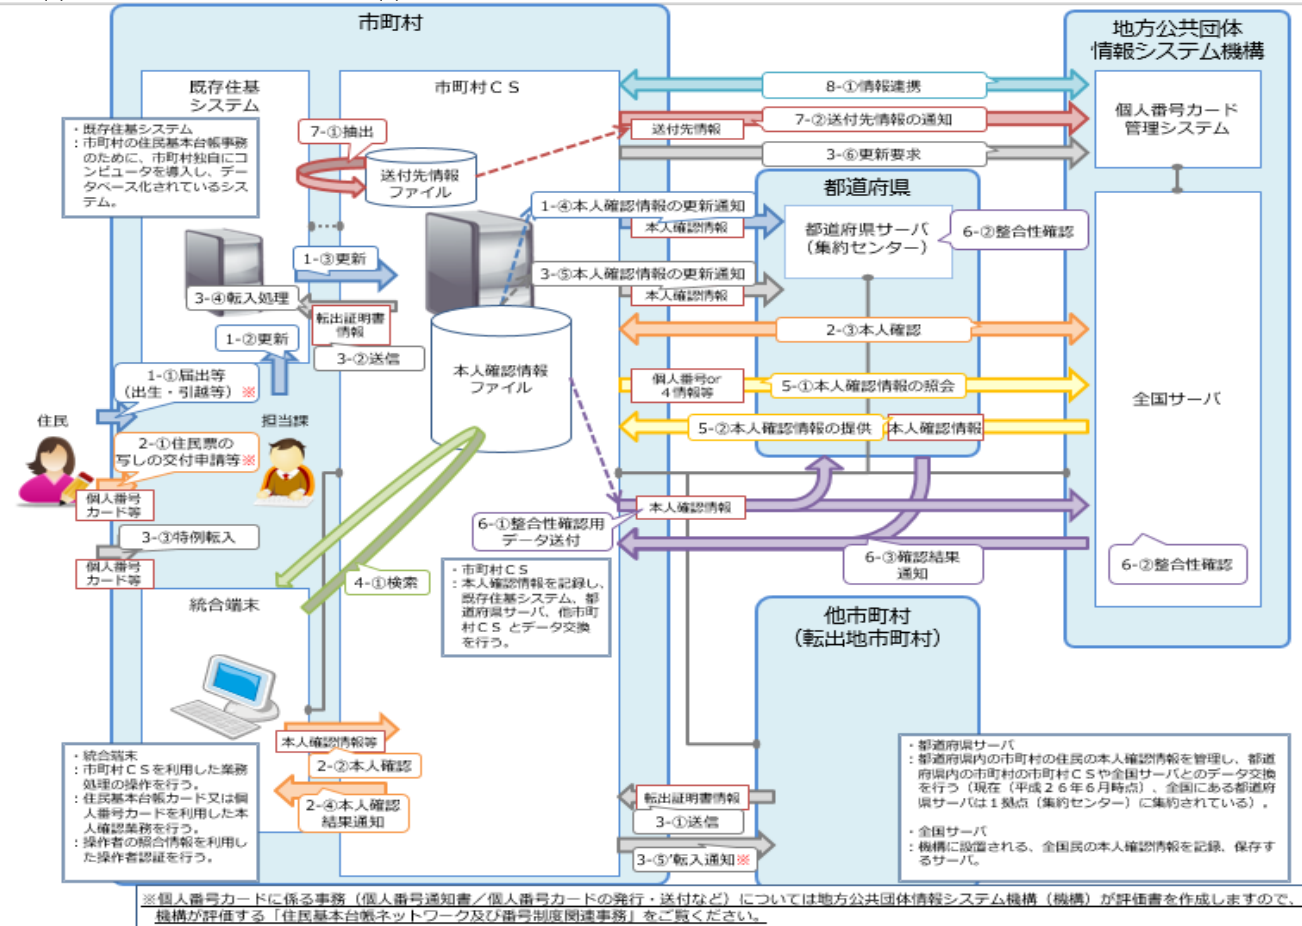 市町村
地方公共団体
情報システム機構
既存住基
システム
市町村ＣＳ
8-①情報連携
個人番号カード
管理システム
・既存住基システム
：市町村の住民基本台帳事務
のために、市町村独自にコ
ンピュータを導入し、デー
タベース化されているシス
テム。
7-①抽出
送付先情報
7-②送付先情報の通知
3-⑥更新要求
送付先情報
ファイル
都道府県
1-④本人確認情報の更新通知
本人確認情報
都道府県サーバ
（集約センター）
6-②整合性確認
1-③更新
3-⑤本人確認情報の更新通知
本人確認情報
3-④転入処理
転出証明書
情報
2-③本人確認
1-②更新
3-②送信
本人確認情報
ファイル
1-①届出等
（出生・引越等）※
個人番号or
４情報等
5-①本人確認情報の照会
全国サーバ
住民
担当課
5-②本人確認情報の提供
本人確認情報
2-①住民票の
写しの交付申請等※
個人番号
カード等
本人確認情報
6-①整合性確認用
データ送付
3-③特例転入
個人番号
カード等
6-③確認結果
通知
6-②整合性確認
4-①検索
・市町村ＣＳ
：本人確認情報を記録し、
既存住基システム、都
道府県サーバ、他市町
村ＣＳ とデータ交換
を行う。
統合端末
他市町村
（転出地市町村）
本人確認情報等
2-②本人確認
2-④本人確認
結果通知
・統合端末
：市町村ＣＳを利用した業務
処理の操作を行う。
：住民基本台帳カード又は個
人番号カードを利用した本
人確認業務を行う。
：操作者の照合情報を利用し
た操作者認証を行う。
転出証明書情報
3-①送信
3-⑤’転入通知※
・都道府県サーバ
：都道府県内の市町村の住民の本人確認情報を管理し、都道
府県内の市町村の市町村ＣＳや全国サーバとのデータ交換
を行う（現在（平成２６年６月時点）、全国にある都道府
県サーバは１拠点（集約センター）に集約されている）。
・全国サーバ
：機構に設置される、全国民の本人確認情報を記録、保存す
るサーバ。
※個人番号カードに係る事務（個人番号通知書／個人番号カードの発行・送付など）については地方公共団体情報システム機構（機構）が評価書を作成しますので、
機構が評価する「住民基本台帳ネットワーク及び番号制度関連事務」をご覧ください。